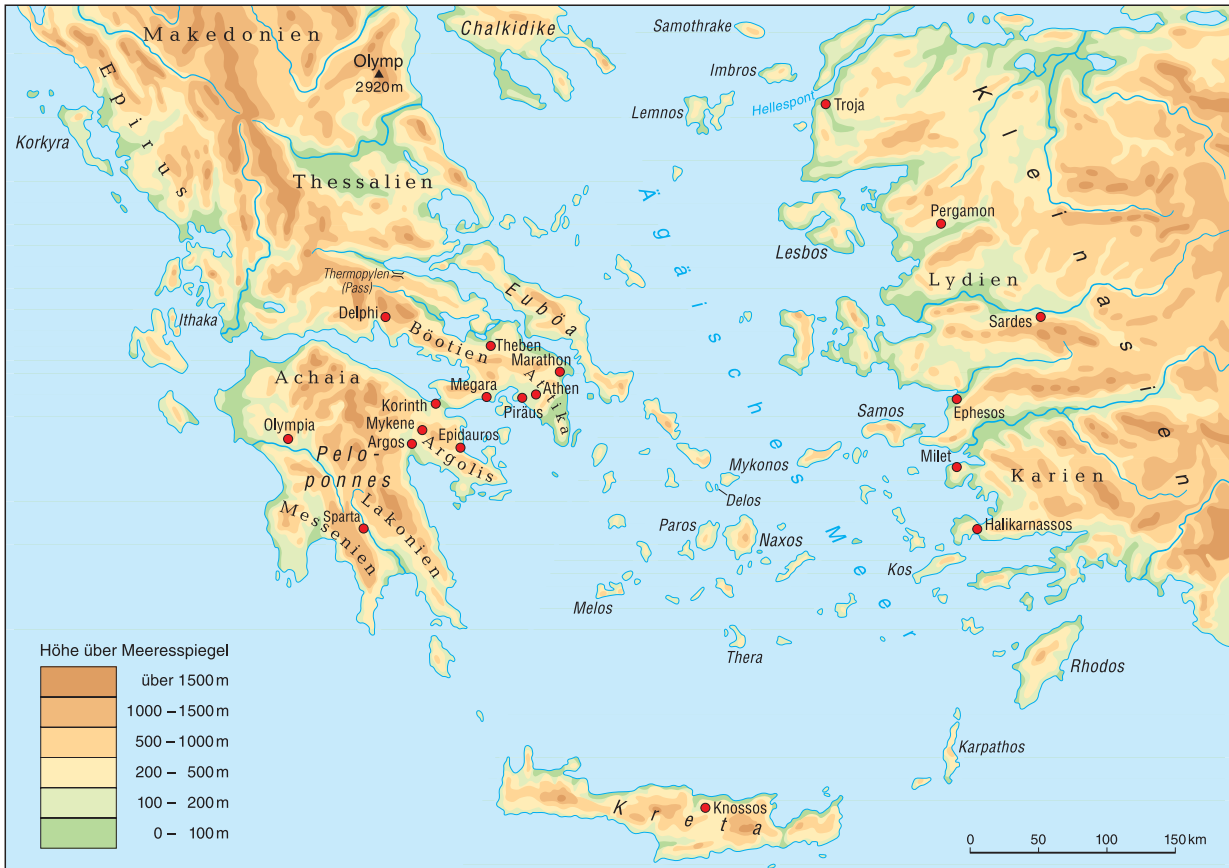 Makedonien
Chalkidike
Samothrake
Olymp
2920 m
Imbros
Epirus
Kleinasien
Lemnos
Hellespont
Troja
Korkyra
Thessalien
Ägäisches Meer
Pergamon
Lesbos
Thermopylen
(Pass)
Euböa
Lydien
Delphi
Ithaka
Sardes
Böotien
Theben
Marathon
Achaia
Attika
Megara
Athen
Korinth
Piräus
Ephesos
Samos
Olympia
Mykene
Argos
Epidauros
Argolis
Milet
Pelo-
ponnes
Mykonos
Karien
Delos
Messenien
Sparta
Lakonien
Paros
Naxos
Halikarnassos
Kos
Melos
Thera
Rhodos
Höhe über Meeresspiegel
über 1500 m
1000 – 1500 m
500 – 1000 m
200 – 500 m
100 – 200 m
0 – 100 m
Karpathos
Kreta
Knossos
0 50 100 150 km